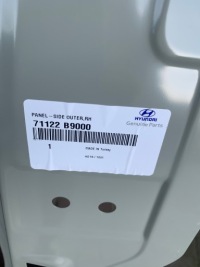 PANEL - SIDE OUTER,RH
71122 B9000
HYUNDAI
Genuine Parts
1
Made in Turkey